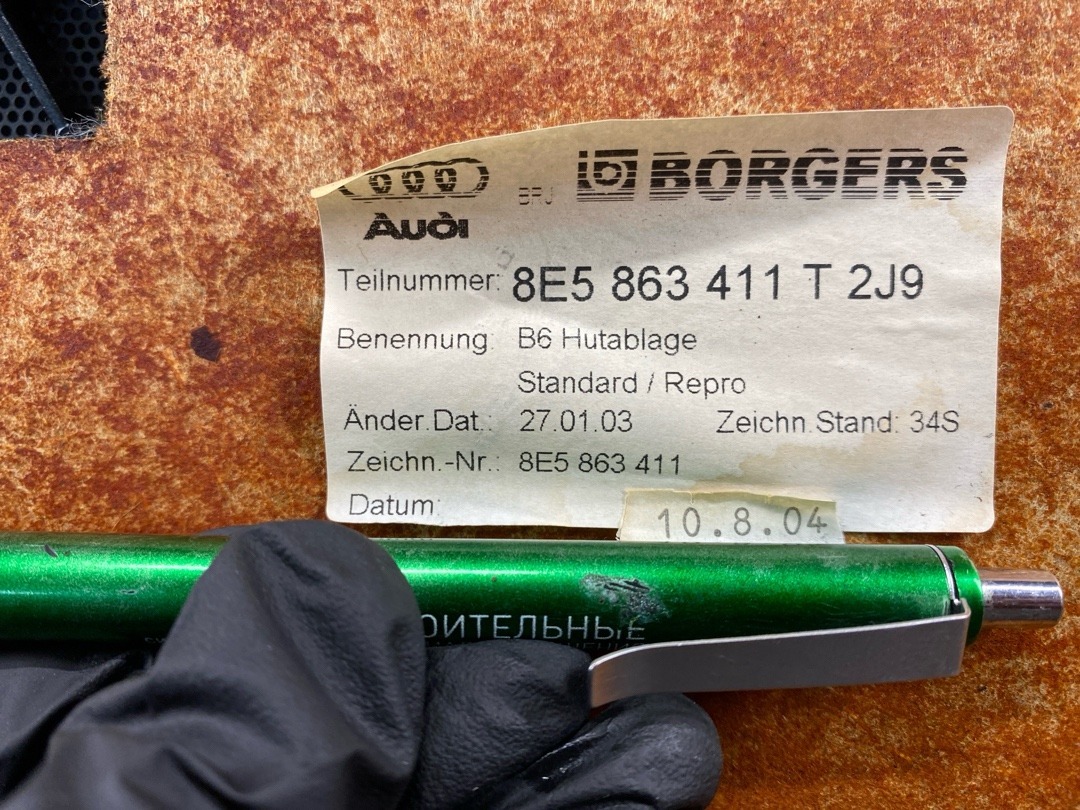 Audi
BORGERS
Teilnummer: 8E5 863 411 T 2J9
Benennung: B6 Hutablage
Standard / Repro
Änder.Dat.: 27.01.03 Zeichn.Stand: 34S
Zeichn.-Nr.: 8E5 863 411
Datum: 10.8.04
ОИТЕЛЬНЫЕ